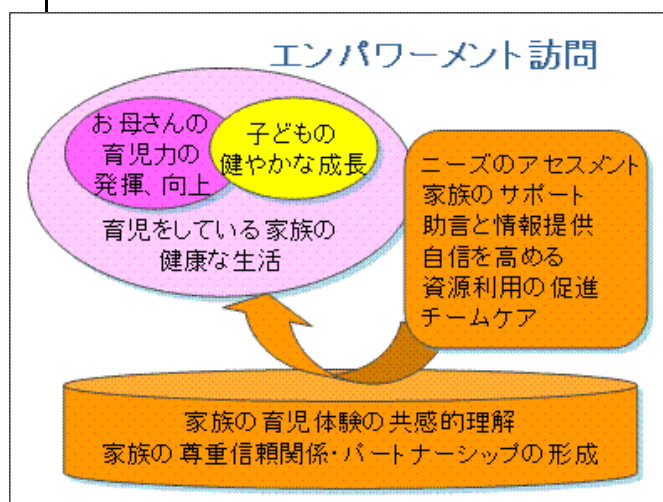 エンパワーメント訪問
お母さんの
育児力の
発揮、向上
子どもの
健やかな成長
育児をしている家族の
健康な生活
ニーズのアセスメント
家族のサポート
助言と情報提供
自信を高める
資源利用の促進
チームケア
家族の育児体験の共感的理解
家族の尊重信頼関係・パートナーシップの形成